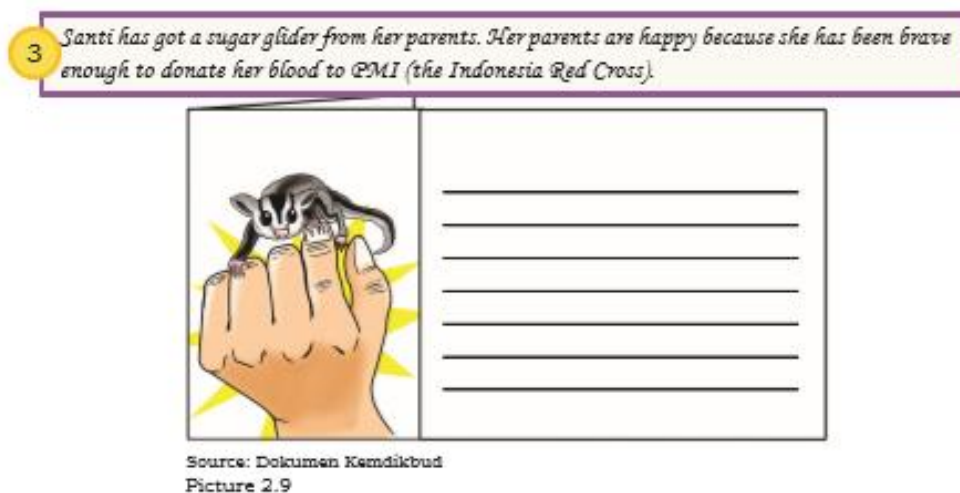 3
Santi has got a sugar glider from her parents. Her parents are happy because she has been brave
enough to donate her blood to PMI (the Indonesia Red Cross).
Source: Dokumen Kemdikbud
Picture 2.9